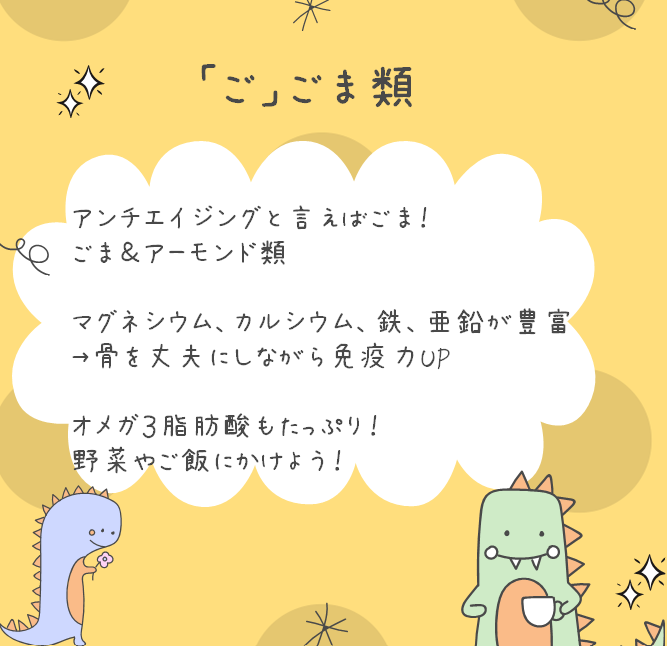 「ご」ごま類
アンチエイジングと言えばごま！
ごま＆アーモンド類
マグネシウム、カルシウム、鉄、亜鉛が豊富
→骨を丈夫にしながら免疫力UP
オメガ3脂肪酸もたっぷり！
野菜やご飯にかけよう！